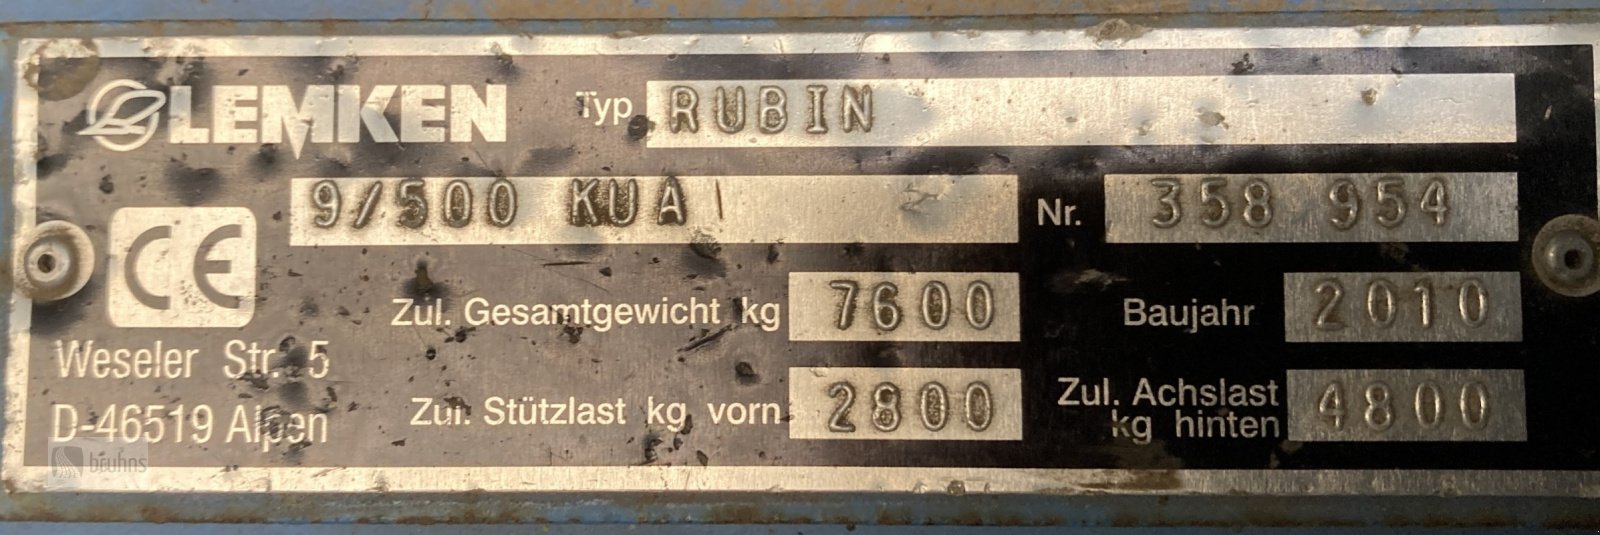 LEMKEN Typ RUBIN
9/500 KUA Nr. 358 954
CE
Zul. Gesamtgewicht kg 7600 Baujahr 2010
Weseler Str. 5
Zul. Stützlast kg vorn 2800 Zul. Achslast
kg hinten 4800
D-46519 Alpen
bruhns